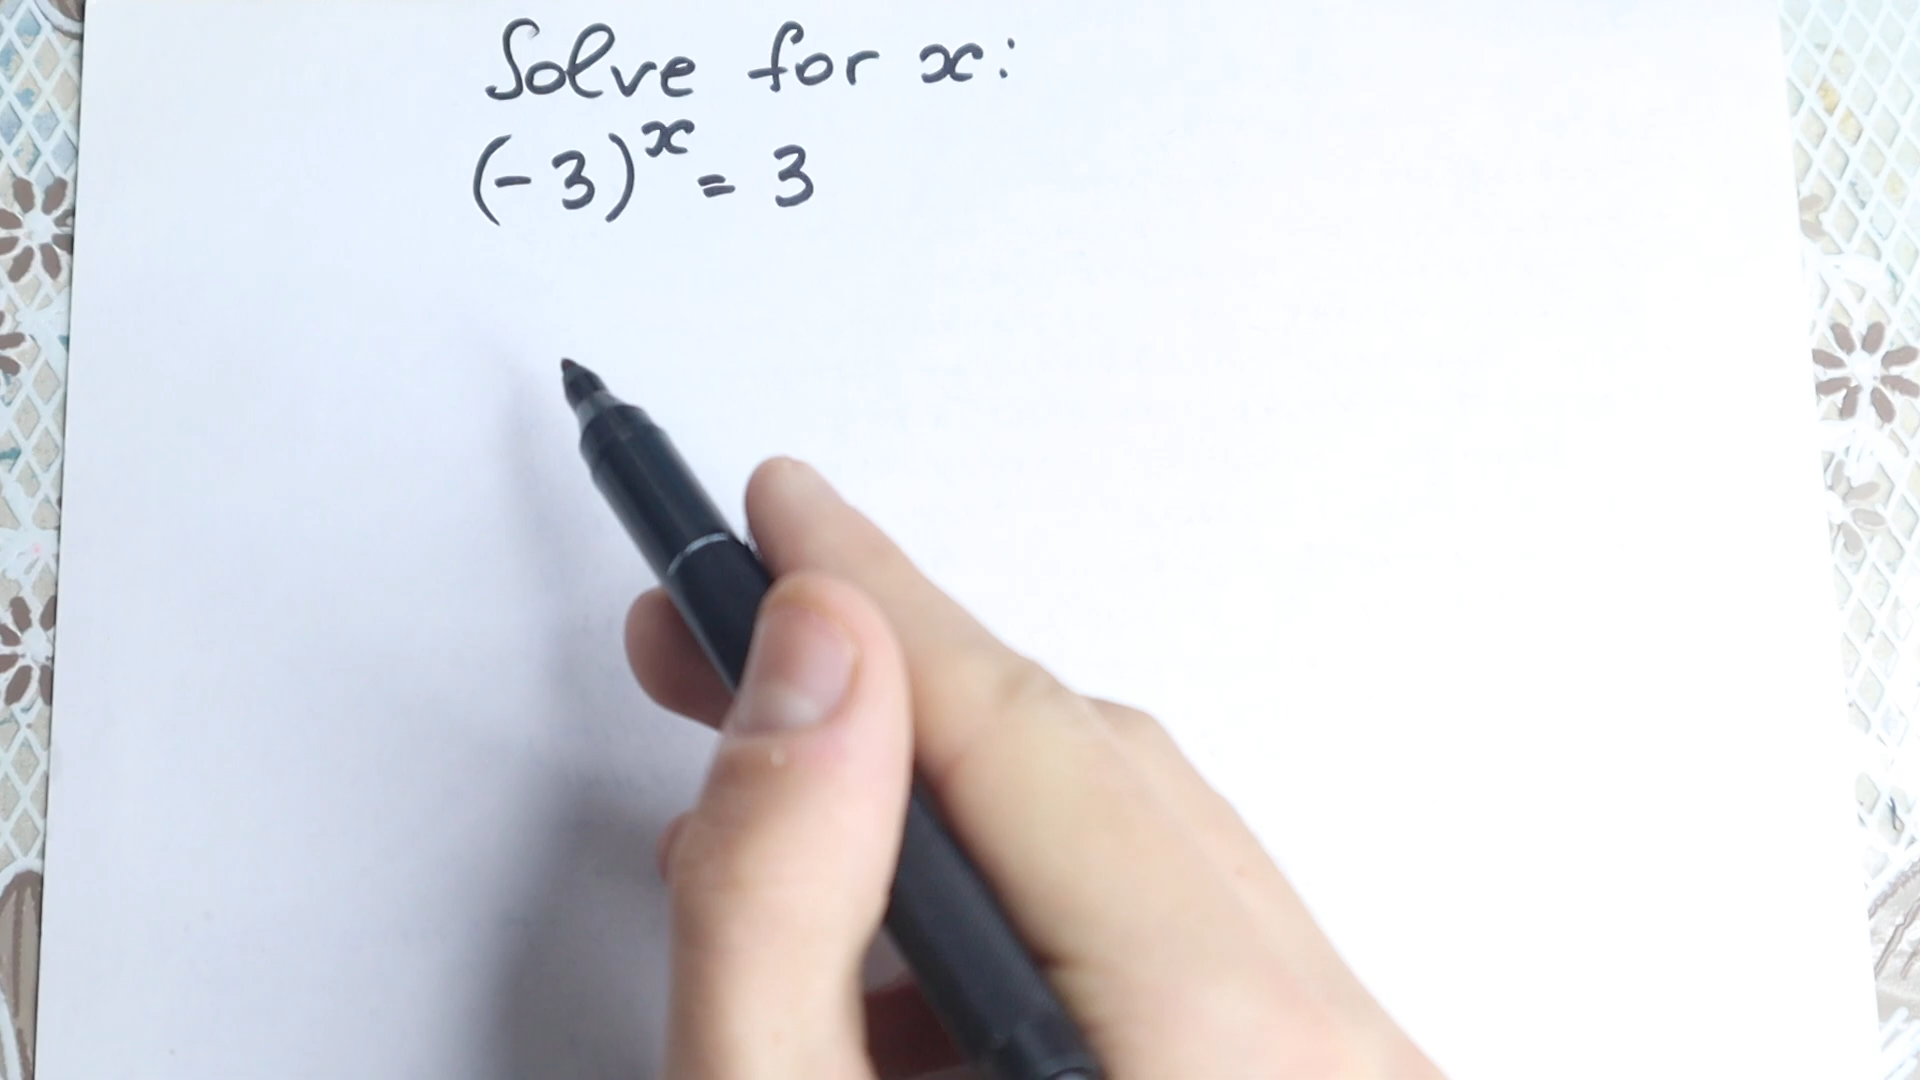 Solve for x:
(-3)^x = 3